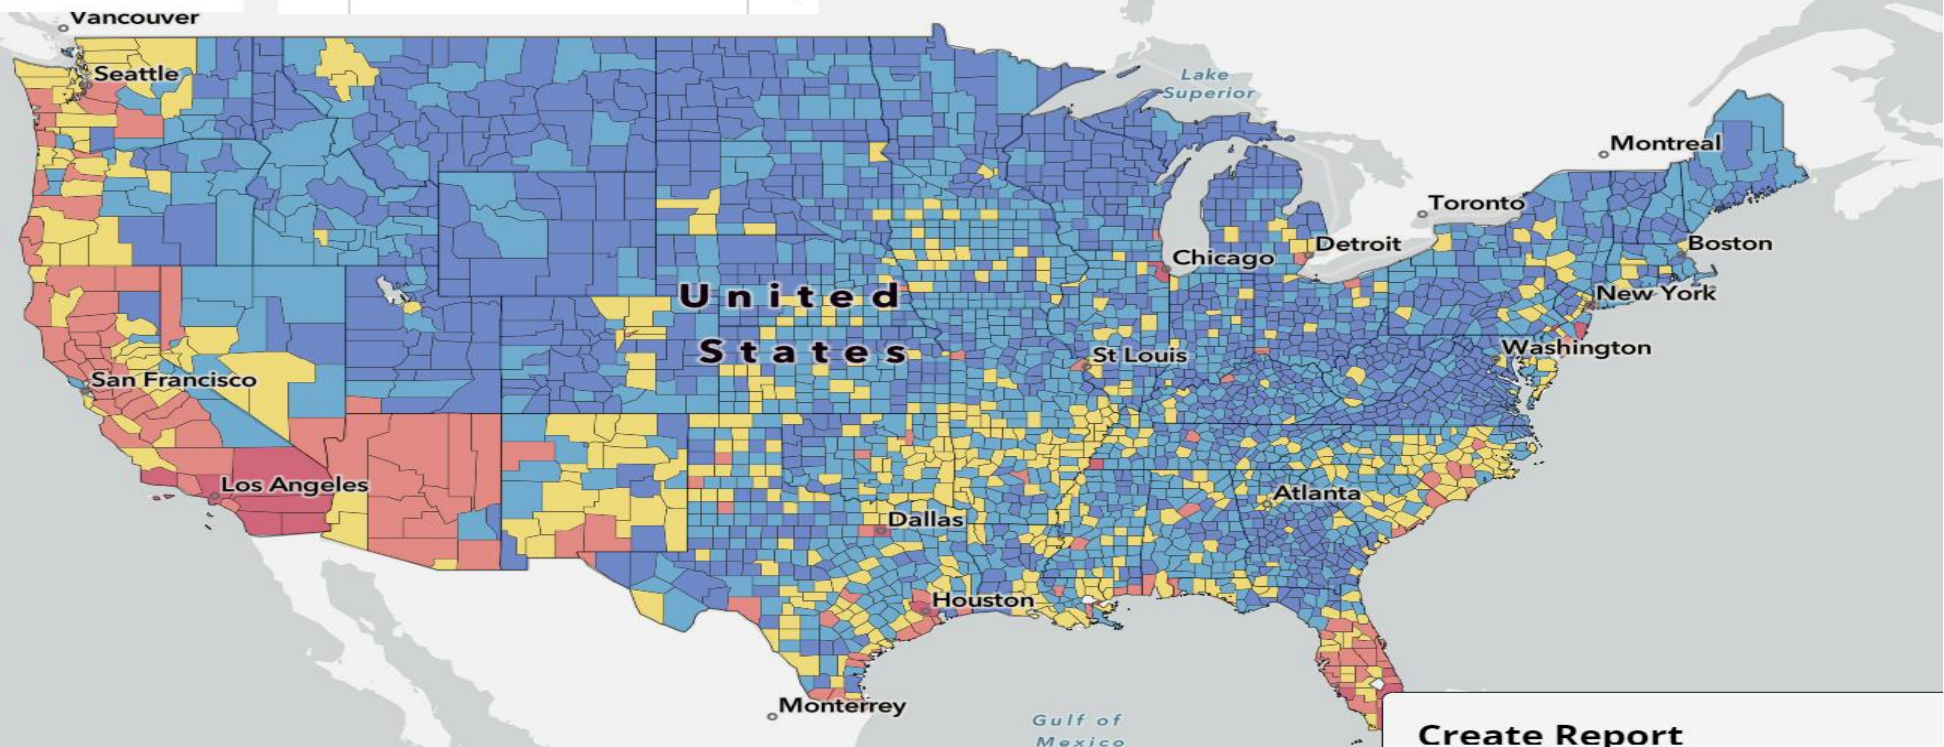 Vancouver
Seattle
Lake
Superior
Montreal
Toronto
Boston
Detroit
Chicago
New York
United
States
Washington
St Louis
San Francisco
Los Angeles
Atlanta
Dallas
Houston
Monterrey
Gulf of
Mexico
Create Report